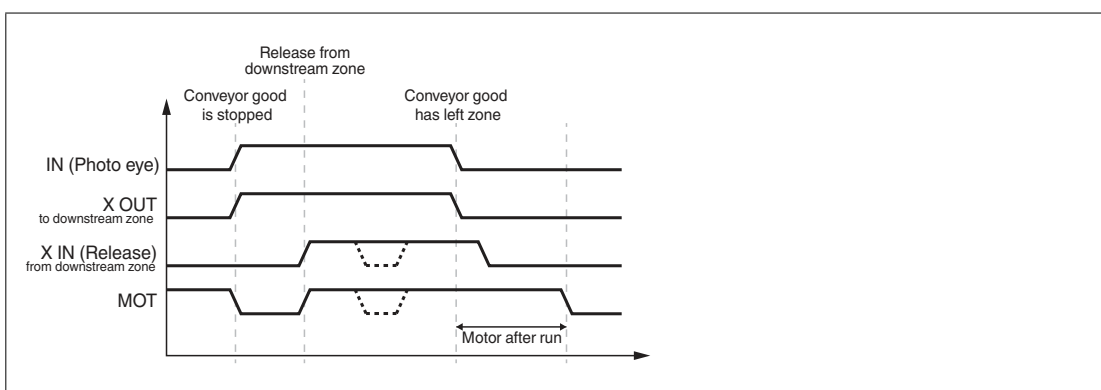 Release from
downstream zone
Conveyor good
is stopped
Conveyor good
has left zone
IN (Photo eye)
X OUT
to downstream zone
X IN (Release)
from downstream zone
MOT
Motor after run